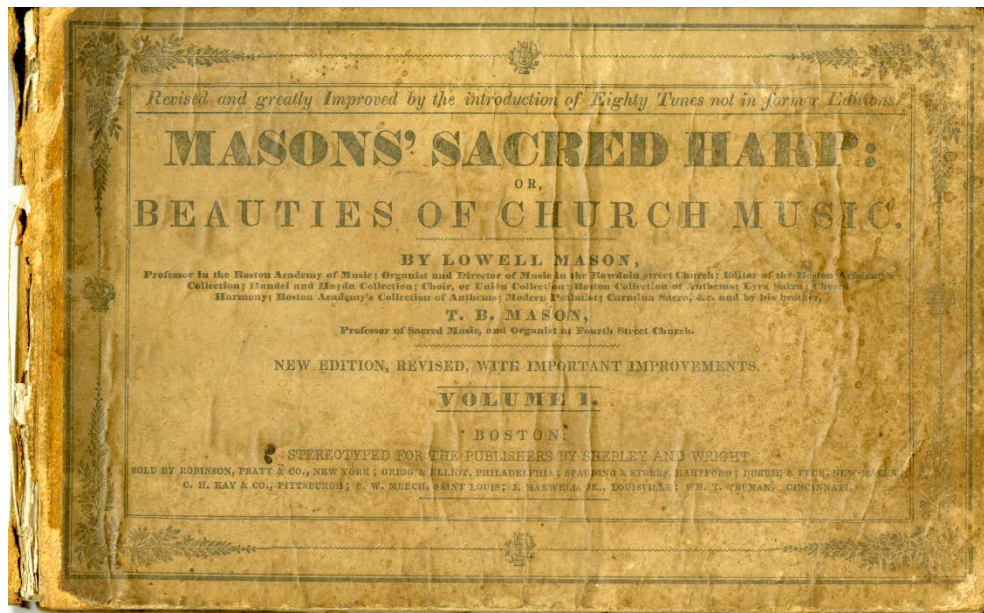 Revised and greatly Improved by the introduction of Eighty Tunes not in former Editions.
MASONS' SACRED HARP:
OR,
BEAUTIES OF CHURCH MUSIC.
BY LOWELL MASON,
Professor in the Boston Academy of Music; Organist and Director of Music in the Bowdoin street Church; Editor of the Boston Academy's
Collection; Handel and Haydn Collection; Choir, or Union Collection; Boston Collection of Anthems; Lyra Sacra; Choral
Harmony; Boston Academy's Collection of Anthems; Modern Psalmist; Carmina Sacra, &c. and by his brother,
T. B. MASON,
Professor of Sacred Music, and Organist at Fourth Street Church.
NEW EDITION, REVISED, WITH IMPORTANT IMPROVEMENTS.
VOLUME I.
BOSTON:
STEREOTYPED FOR THE PUBLISHERS BY SHEPLEY AND WRIGHT.
SOLD BY ROBINSON, PRATT & CO., NEW YORK; GRIGG & ELLIOT, PHILADELPHIA; SPAULDING & STORRS, HARTFORD; DURRIE & PECK, NEW-HAVEN;
C. H. KAY & CO., PITTSBURGH; MEECH, SAINT LOUIS; J. MAXWELL, JR., LOUISVILLE; WM. T. TRUMAN, CINCINNATI.